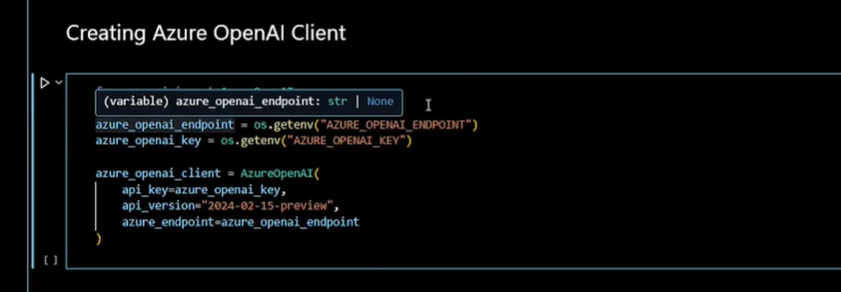 Creating Azure OpenAI Client
(variable) azure_openai_endpoint: str | None
azure_openai_endpoint = os.getenv("AZURE_OPENAI_ENDPOINT")
azure_openai_key = os.getenv("AZURE_OPENAI_KEY")
azure_openai_client = AzureOpenAI(
api_key=azure_openai_key,
api_version="2024-02-15-preview",
azure_endpoint=azure_openai_endpoint
)
[ ]